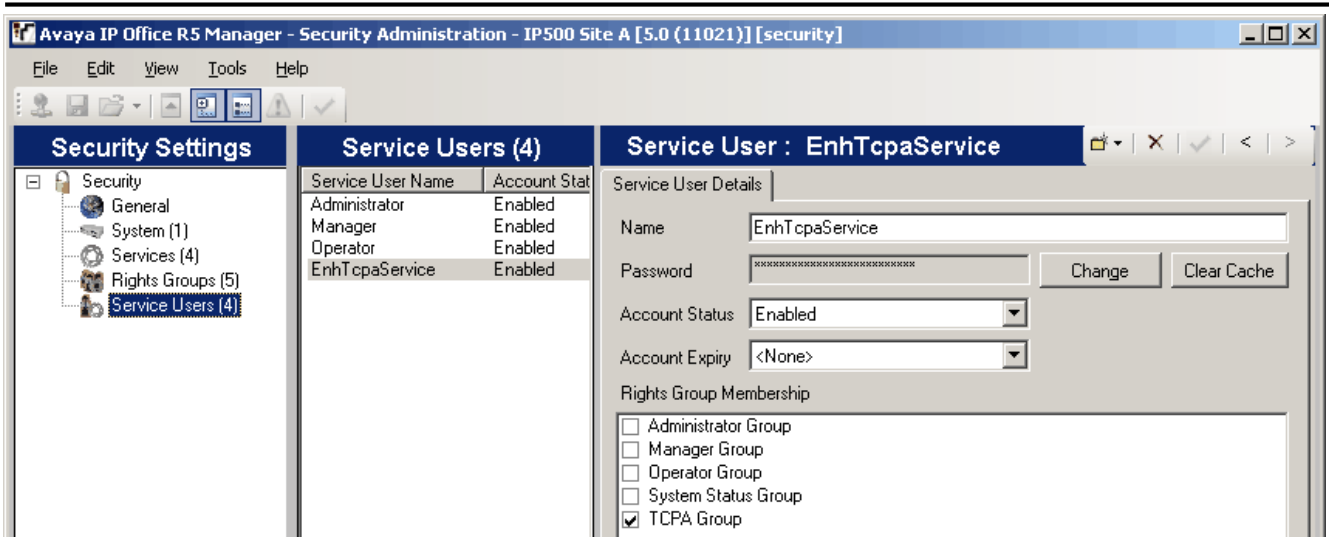 Avaya IP Office R5 Manager - Security Administration - IP500 Site A [5.0 (11021)] [security]
File Edit View Tools Help
Security Settings
Security
General
System (1)
Services (4)
Rights Groups (5)
Service Users (4)
Service Users (4)
Service User Name Account Stat
Administrator Enabled
Manager Enabled
Operator Enabled
EnhTcpaService Enabled
Service User : EnhTcpaService
Service User Details
Name EnhTcpaService
Password ************************* Change Clear Cache
Account Status Enabled
Account Expiry <None>
Rights Group Membership
Administrator Group
Manager Group
Operator Group
System Status Group
TCPA Group